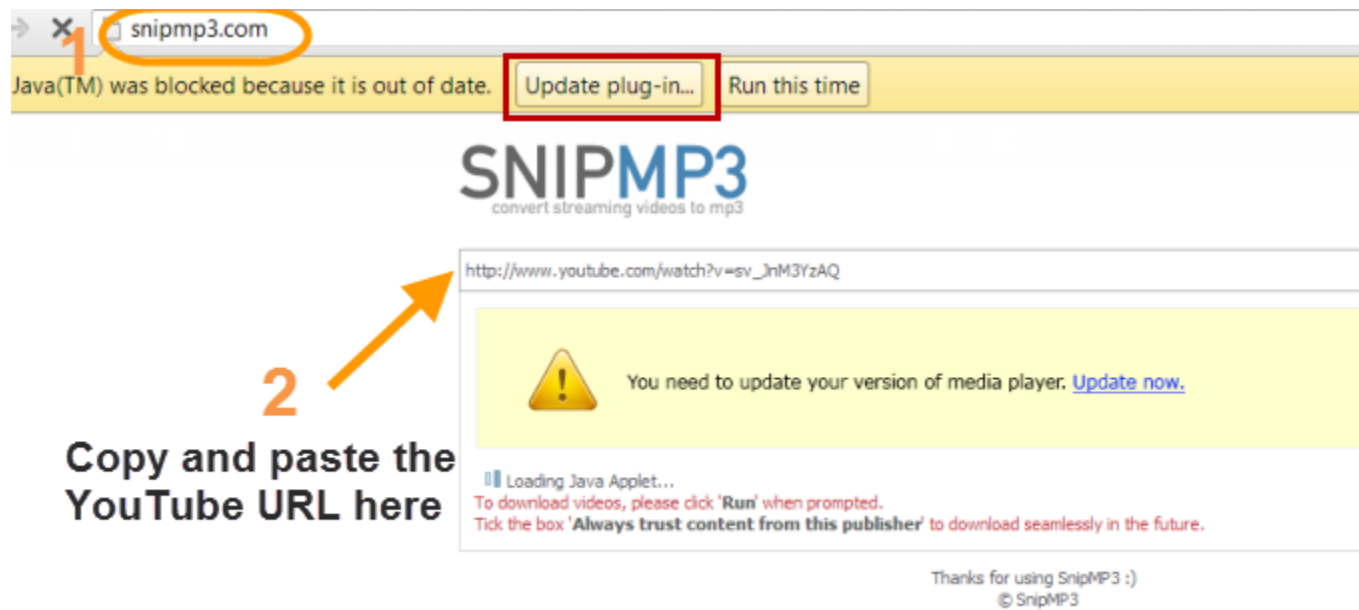 1
snipmp3.com
Java(TM) was blocked because it is out of date. Update plug-in... Run this time
SNIPMP3
convert streaming videos to mp3
http://www.youtube.com/watch?v=sv_JnM3YzAQ
You need to update your version of media player. Update now.
2
Copy and paste the
YouTube URL here
Loading Java Applet...
To download videos, please click 'Run' when prompted.
Tick the box 'Always trust content from this publisher' to download seamlessly in the future.
Thanks for using SnipMP3 :)
© SnipMP3